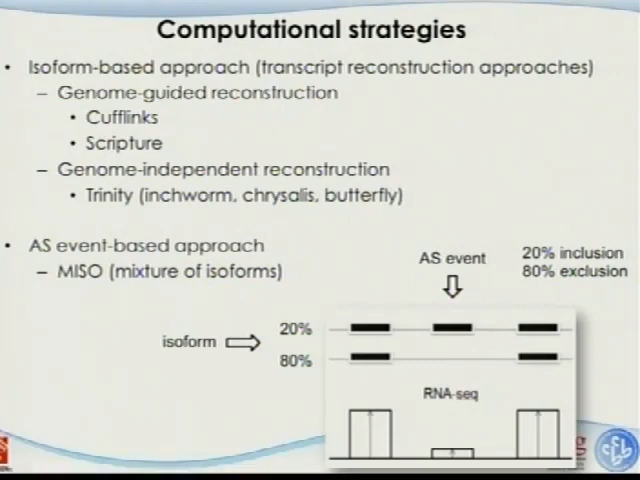 Computational strategies
• Isoform-based approach (transcript reconstruction approaches)
– Genome-guided reconstruction
• Cufflinks
• Scripture
– Genome-independent reconstruction
• Trinity (inchworm, chrysalis, butterfly)
• AS event-based approach
– MISO (mixture of isoforms)
AS event
20% inclusion
80% exclusion
isoform
20%
80%
RNA-seq